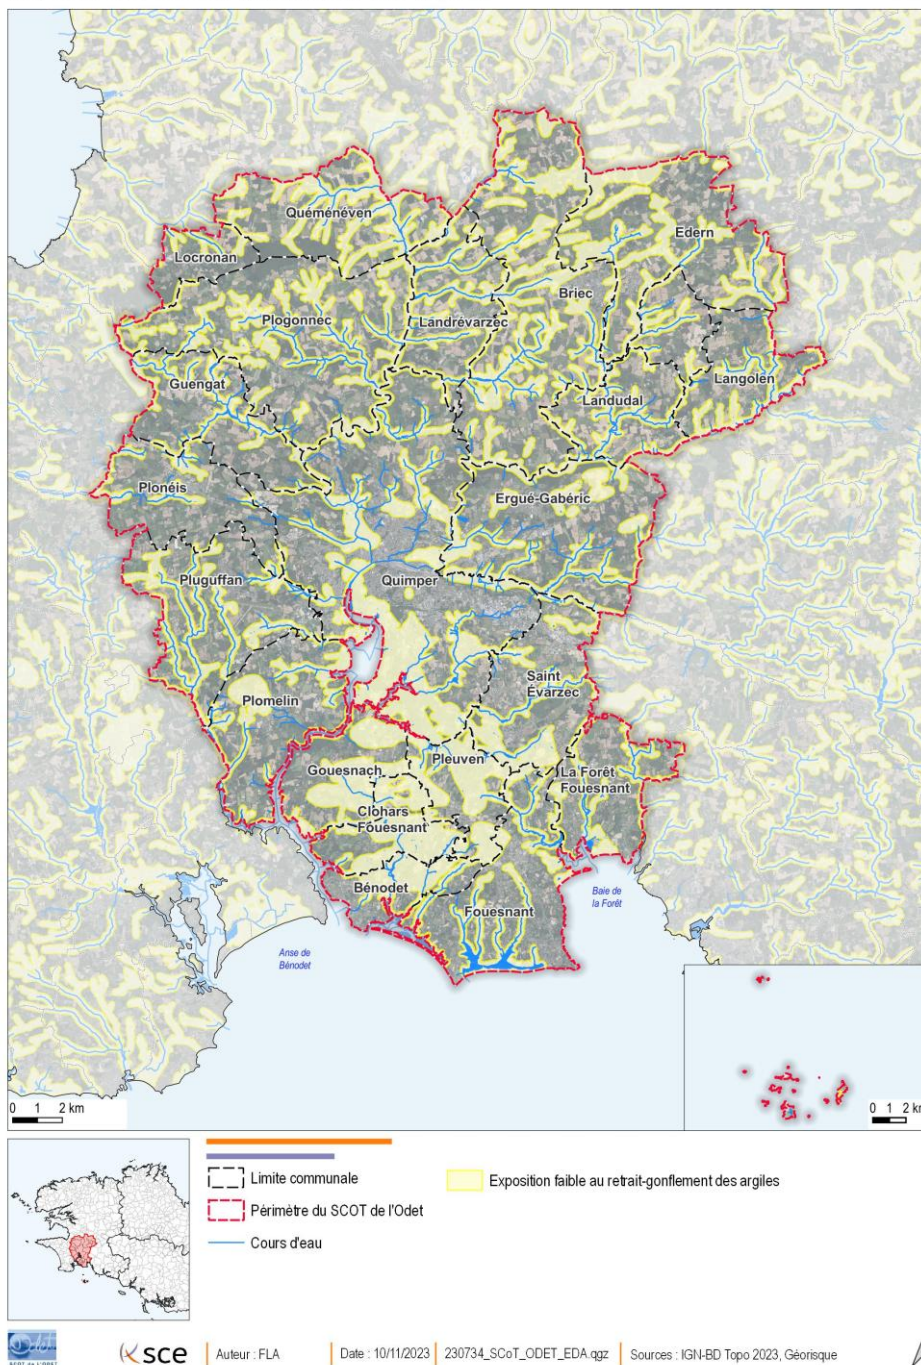 Quéménéven
Edern
Locronan
Briec
Plogonnec
Landrévarzec
Guengat
Langolen
Landudal
Plonéis
Ergué-Gabéric
Pluguffan
Quimper
Saint
Évarzec
Plomelin
Pleuven
Gouesnach
La Forêt
Fouesnant
Clohars
Fouesnant
Bénodet
Fouesnant
Baie de
la Forêt
Anse de
Bénodet
0 1 2 km
0 1 2 km
Limite communale
Exposition faible au retrait-gonflement des argiles
Périmètre du SCOT de l'Odet
Cours d'eau
sce
Auteur : FLA
Date : 10/11/2023
230734_SCoT_ODET_EDA.qgz
Sources : IGN-BD Topo 2023, Géorisque